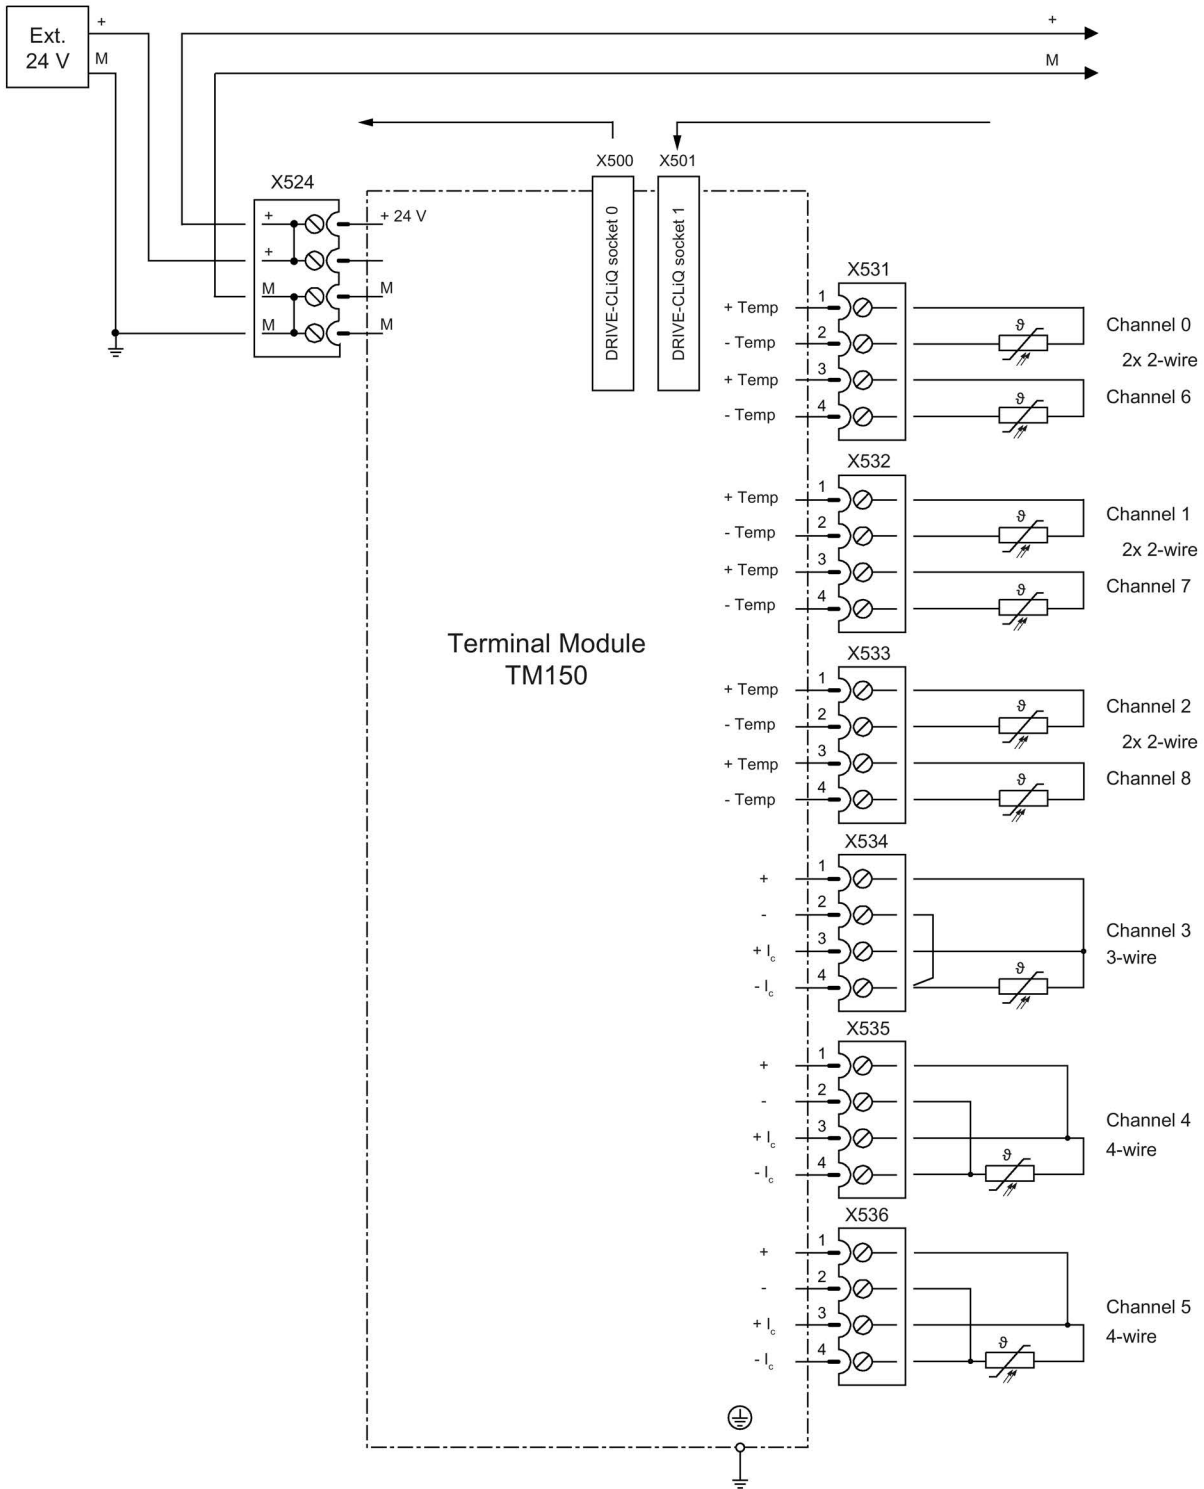 Ext.
24 V
+
M
+
M
X500
X501
X524
DRIVE-CLiQ socket 0
DRIVE-CLiQ socket 1
+
+ 24 V
+
M
M
M
M
Terminal Module
TM150
X531
+ Temp 1
- Temp 2
+ Temp 3
- Temp 4
ϑ
ϑ
Channel 0
2x 2-wire
Channel 6
X532
+ Temp 1
- Temp 2
+ Temp 3
- Temp 4
ϑ
ϑ
Channel 1
2x 2-wire
Channel 7
X533
+ Temp 1
- Temp 2
+ Temp 3
- Temp 4
ϑ
ϑ
Channel 2
2x 2-wire
Channel 8
X534
+ 1
- 2
+ Ic 3
- Ic 4
ϑ
Channel 3
3-wire
X535
+ 1
- 2
+ Ic 3
- Ic 4
ϑ
Channel 4
4-wire
X536
+ 1
- 2
+ Ic 3
- Ic 4
ϑ
Channel 5
4-wire